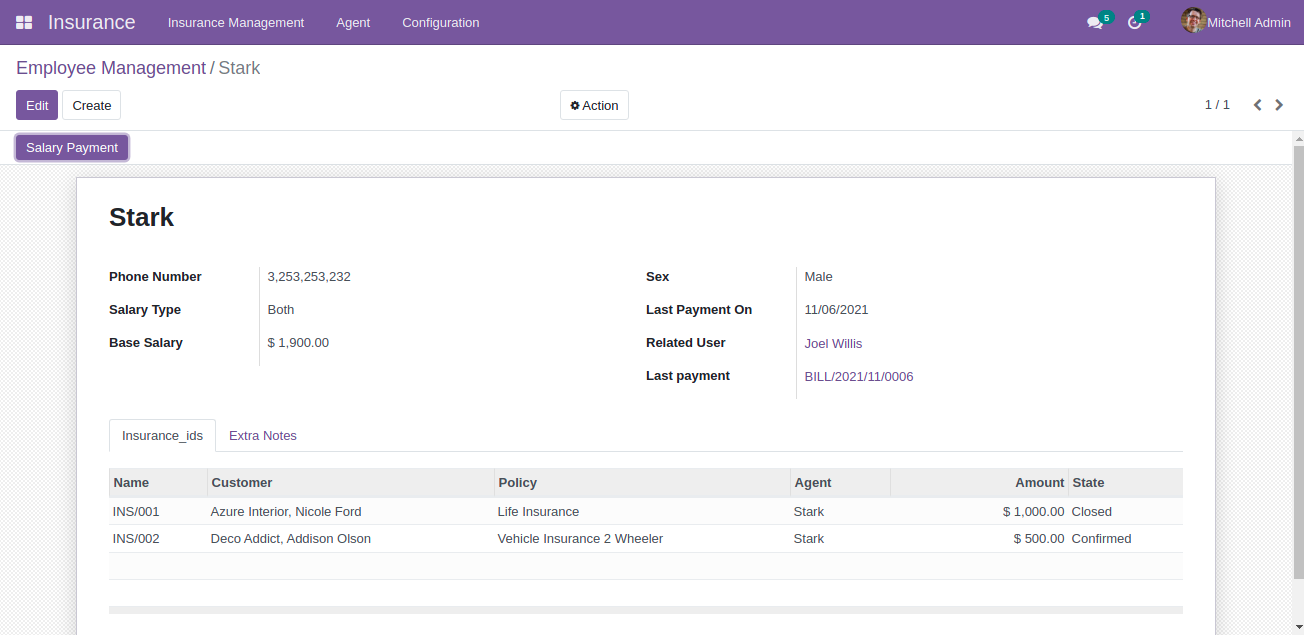 Insurance Insurance Management Agent Configuration 5 1 Mitchell Admin
Employee Management / Stark
Edit Create Action 1 / 1
Salary Payment
Stark
Phone Number 3,253,253,232 Sex Male
Salary Type Both Last Payment On 11/06/2021
Base Salary $ 1,900.00 Related User Joel Willis
Last payment BILL/2021/11/0006
Insurance_ids Extra Notes
Name Customer Policy Agent Amount State
INS/001 Azure Interior, Nicole Ford Life Insurance Stark $ 1,000.00 Closed
INS/002 Deco Addict, Addison Olson Vehicle Insurance 2 Wheeler Stark $ 500.00 Confirmed